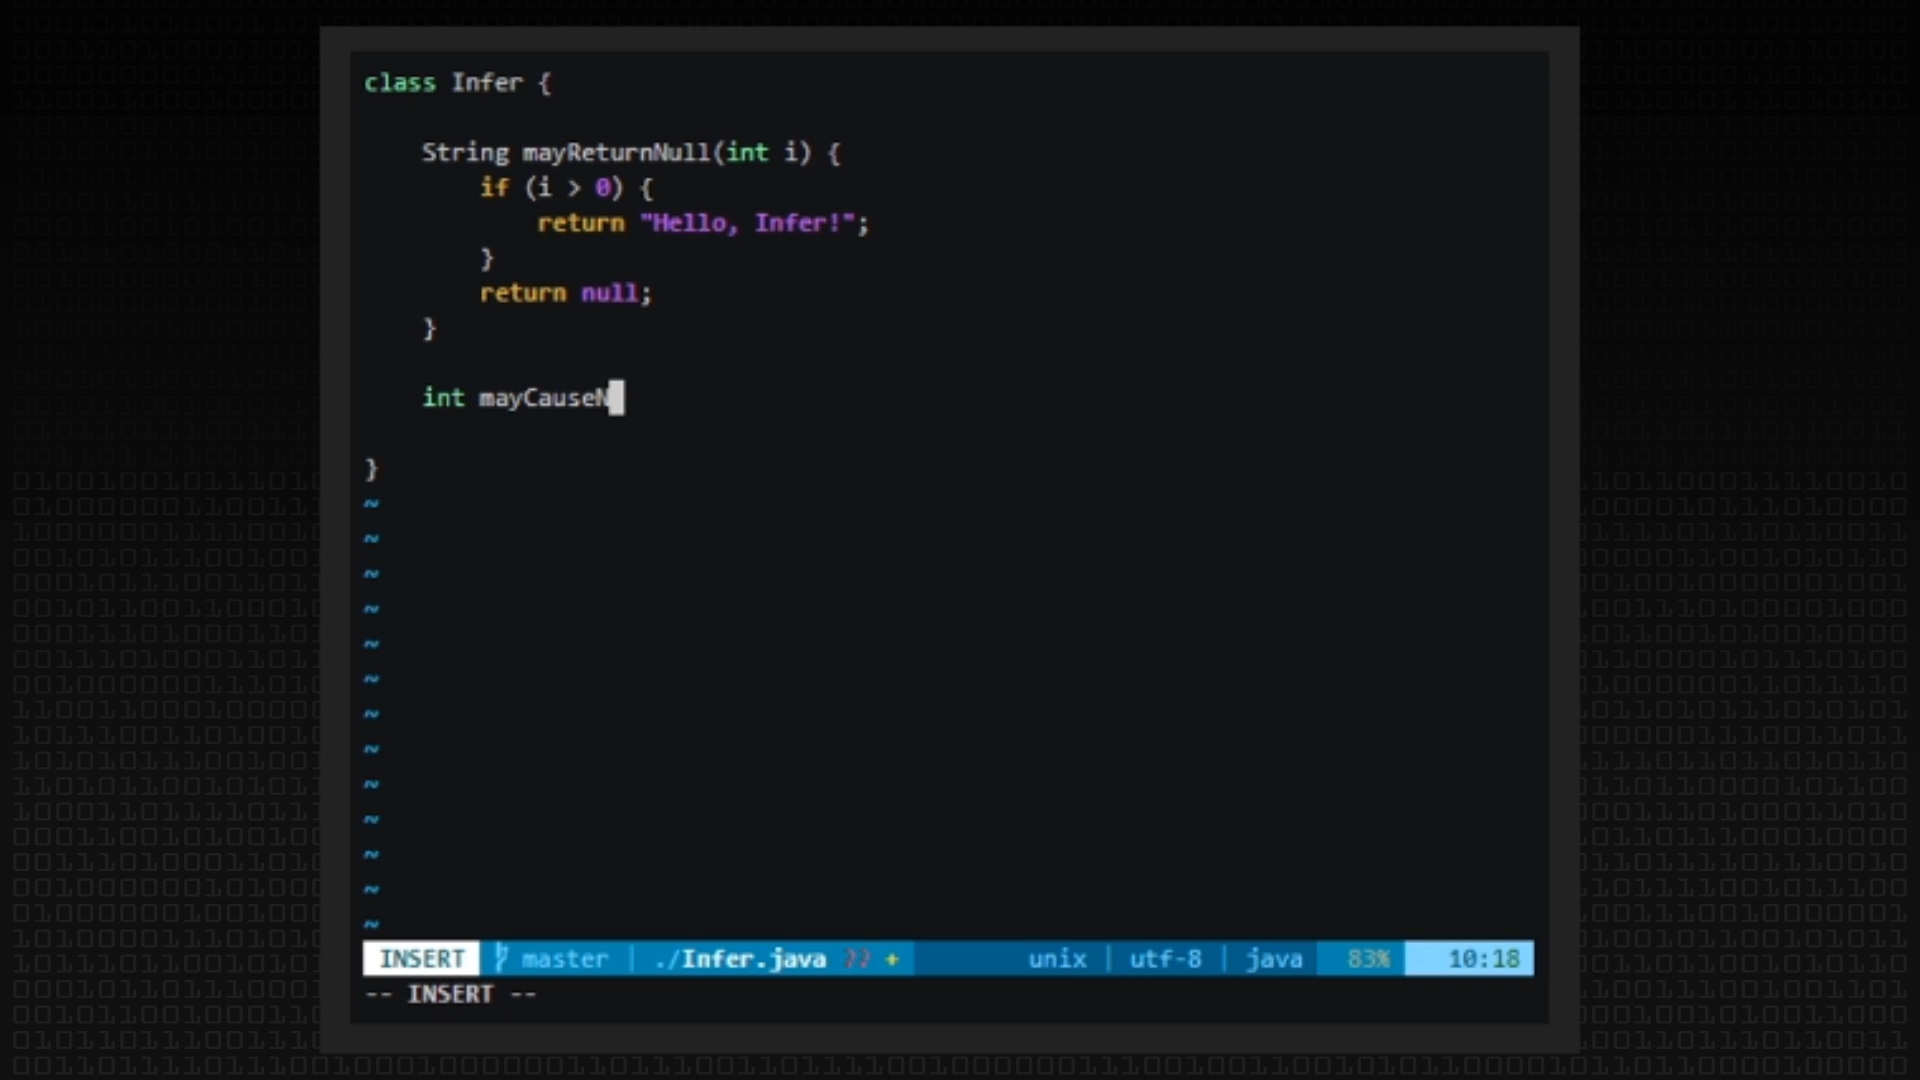 class Infer {
String mayReturnNull(int i) {
if (i > 0) {
return "Hello, Infer!";
}
return null;
}
int mayCauseN
}
~
~
~
~
~
~
~
~
~
~
~
~
~
INSERT master | ./Infer.java ?? + unix | utf-8 | java 83% 10:18
-- INSERT --